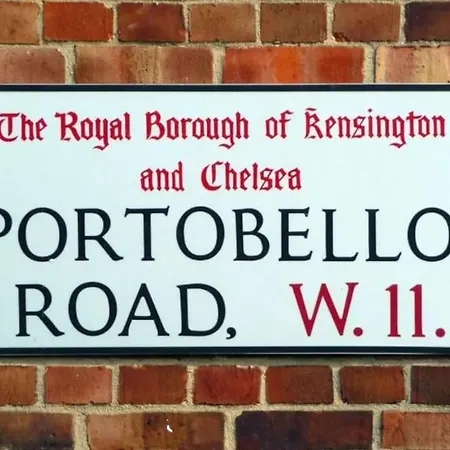 The Royal Borough of Kensington
and Chelsea
PORTOBELLO
ROAD, W.11.